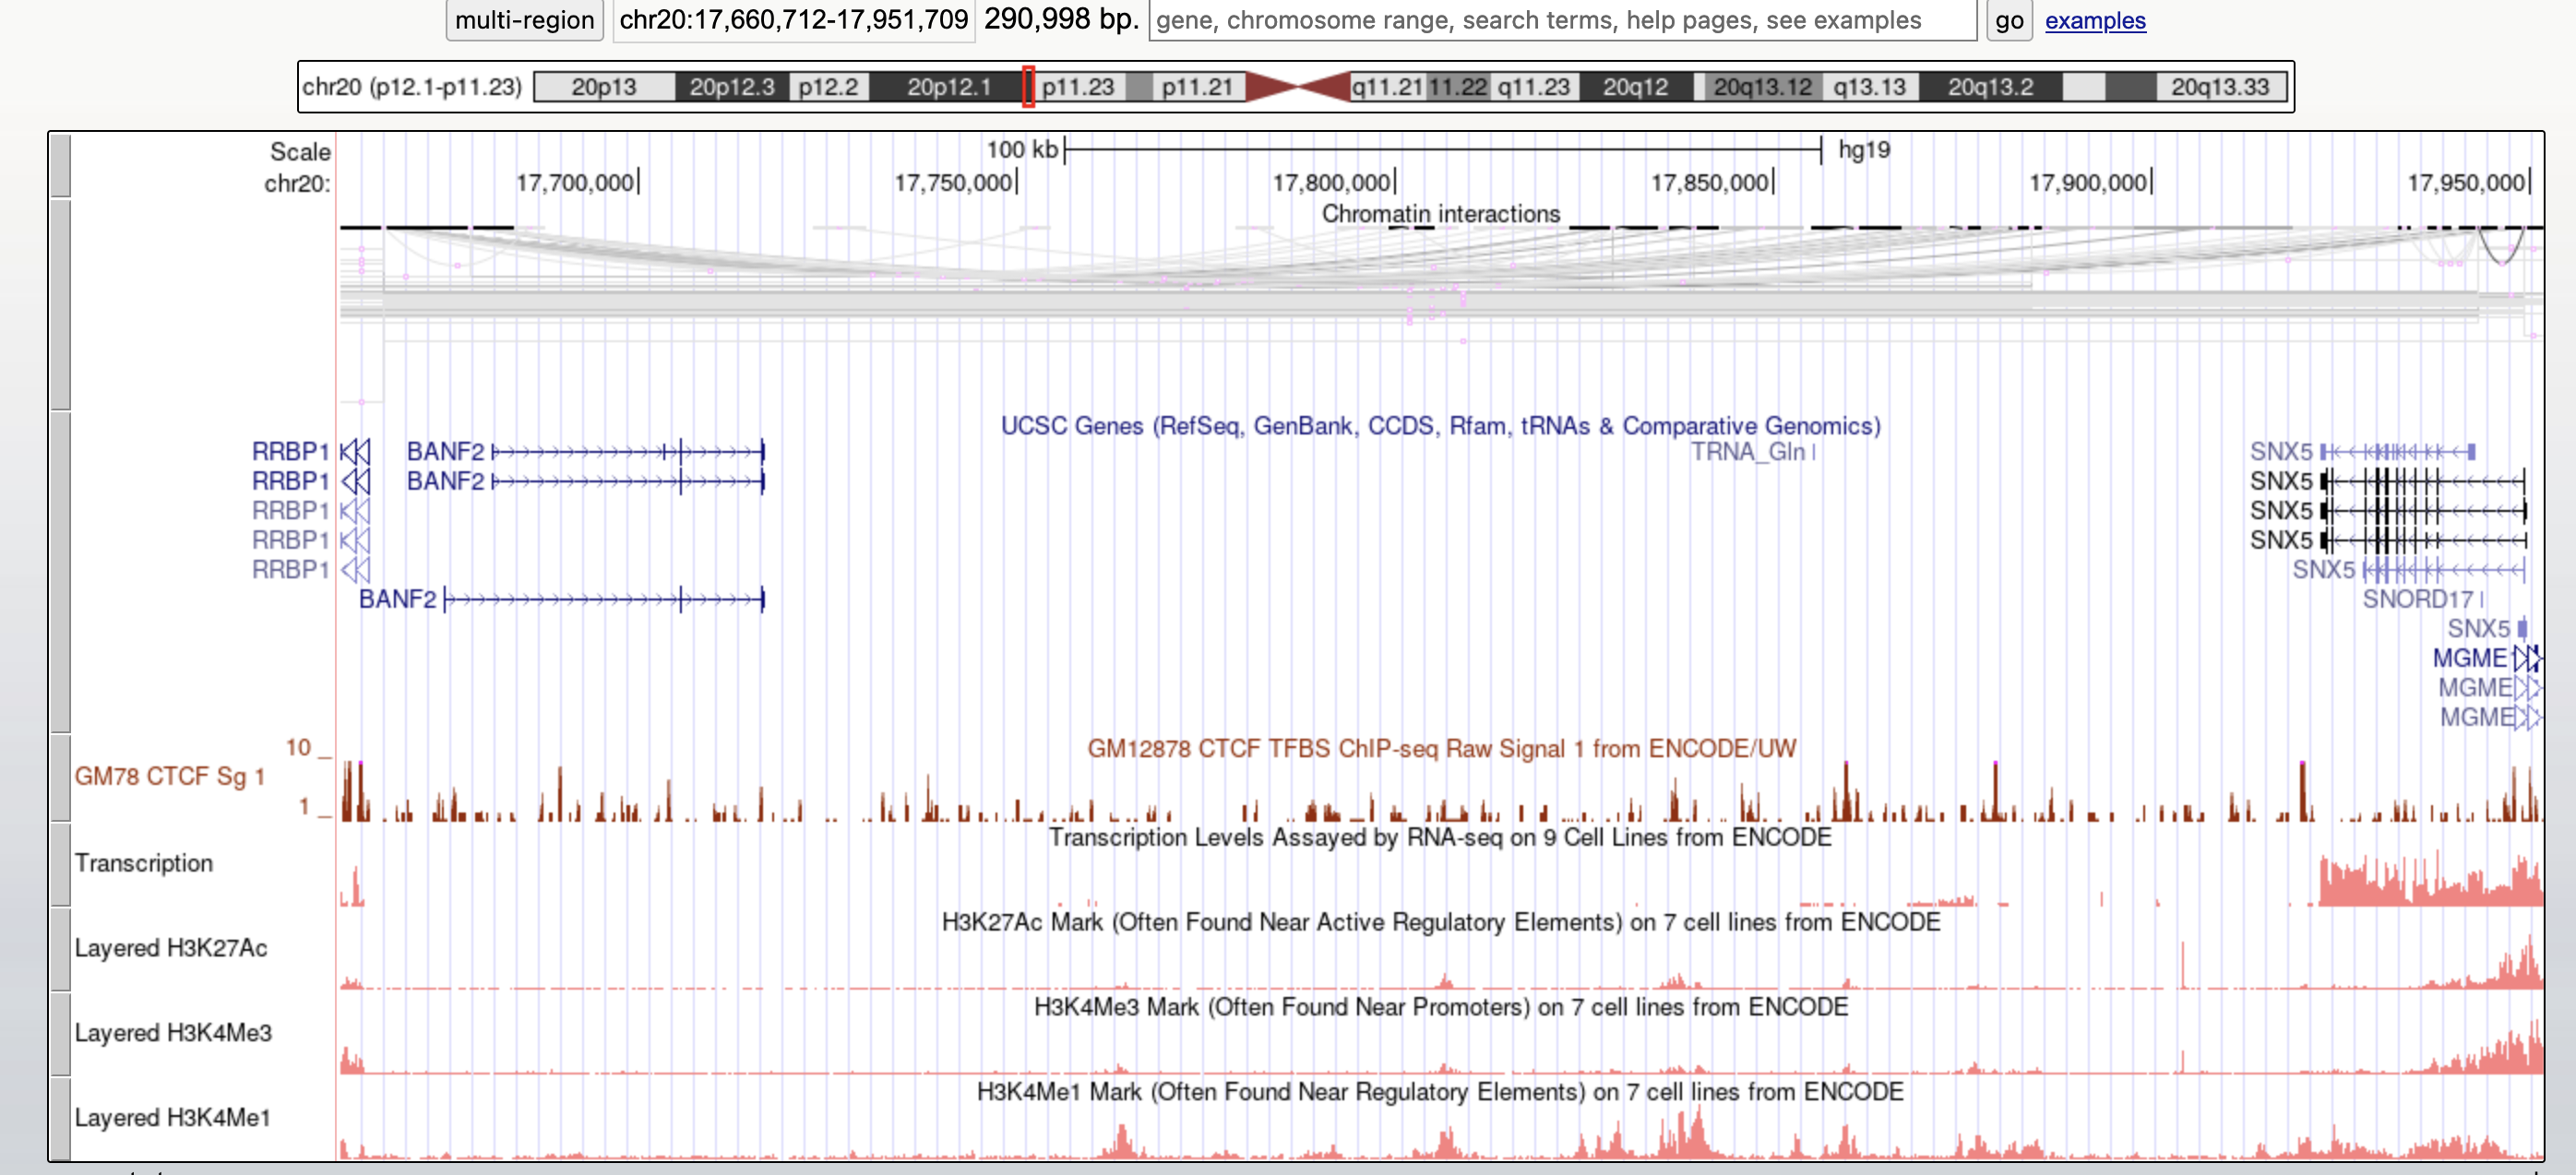 multi-region chr20:17,660,712-17,951,709 290,998 bp. gene, chromosome range, search terms, help pages, see examples go examples
chr20 (p12.1-p11.23) 20p13 20p12.3 p12.2 20p12.1 p11.23 p11.21 q11.21 11.22 q11.23 20q12 20q13.12 q13.13 20q13.2 20q13.33
Scale 100 kb hg19
chr20: 17,700,000 17,750,000 17,800,000 17,850,000 17,900,000 17,950,000
Chromatin interactions
UCSC Genes (RefSeq, GenBank, CCDS, Rfam, tRNAs & Comparative Genomics)
RRBP1 BANF2 TRNA_Gln SNX5
RRBP1 BANF2 SNX5
RRBP1 SNX5
RRBP1 SNX5
RRBP1 SNX5
BANF2 SNORD17
SNX5
MGME
MGME
MGME
10 GM12878 CTCF TFBS ChIP-seq Raw Signal 1 from ENCODE/UW
GM78 CTCF Sg 1
1
Transcription Levels Assayed by RNA-seq on 9 Cell Lines from ENCODE
Transcription
H3K27Ac Mark (Often Found Near Active Regulatory Elements) on 7 cell lines from ENCODE
Layered H3K27Ac
H3K4Me3 Mark (Often Found Near Promoters) on 7 cell lines from ENCODE
Layered H3K4Me3
H3K4Me1 Mark (Often Found Near Regulatory Elements) on 7 cell lines from ENCODE
Layered H3K4Me1